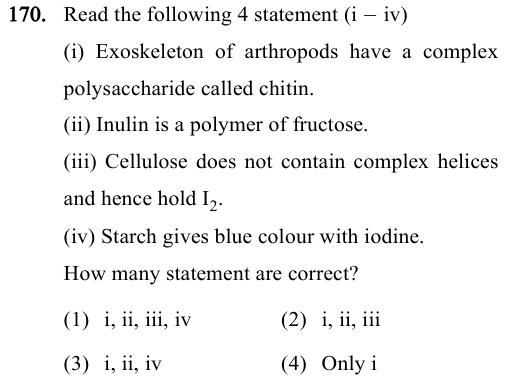 170. Read the following 4 statement (i – iv)
(i) Exoskeleton of arthropods have a complex
polysaccharide called chitin.
(ii) Inulin is a polymer of fructose.
(iii) Cellulose does not contain complex helices
and hence hold I₂.
(iv) Starch gives blue colour with iodine.
How many statement are correct?
(1) i, ii, iii, iv (2) i, ii, iii
(3) i, ii, iv (4) Only i